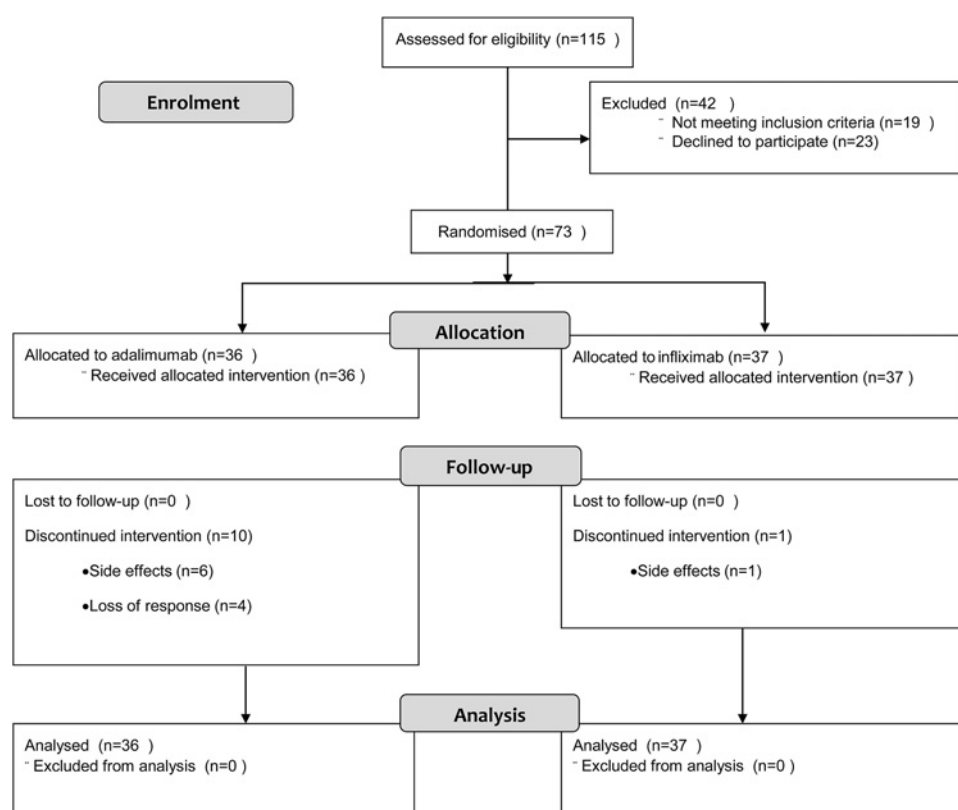 Assessed for eligibility (n=115 )
Enrolment
Excluded (n=42 )
¨ Not meeting inclusion criteria (n=19 )
¨ Declined to participate (n=23)
Randomised (n=73 )
Allocation
Allocated to adalimumab (n=36 )
¨ Received allocated intervention (n=36 )
Allocated to infliximab (n=37 )
¨ Received allocated intervention (n=37 )
Follow-up
Lost to follow-up (n=0 )
Discontinued intervention (n=10)
•Side effects (n=6)
•Loss of response (n=4)
Lost to follow-up (n=0 )
Discontinued intervention (n=1)
•Side effects (n=1)
Analysis
Analysed (n=36 )
¨ Excluded from analysis (n=0 )
Analysed (n=37 )
¨ Excluded from analysis (n=0 )